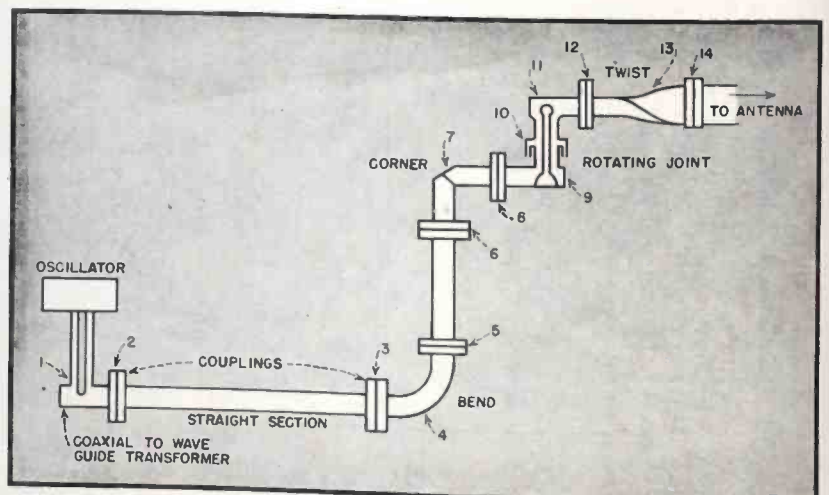 12
13
14
TWIST
11
TO ANTENNA
10
7
CORNER
ROTATING JOINT
8
9
6
OSCILLATOR
5
2
3
1
COUPLINGS
BEND
STRAIGHT SECTION
4
COAXIAL TO WAVE
GUIDE TRANSFORMER